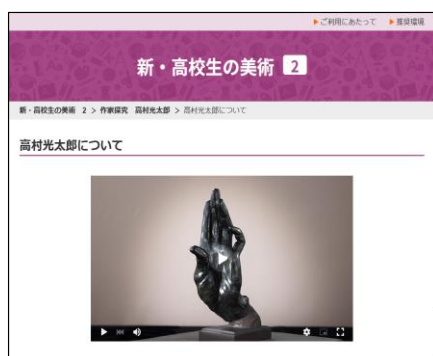 ▶ご利用にあたって ▶推奨環境
新・高校生の美術 2
新・高校生の美術 2 > 作家探究 高村光太郎 > 高村光太郎について
高村光太郎について